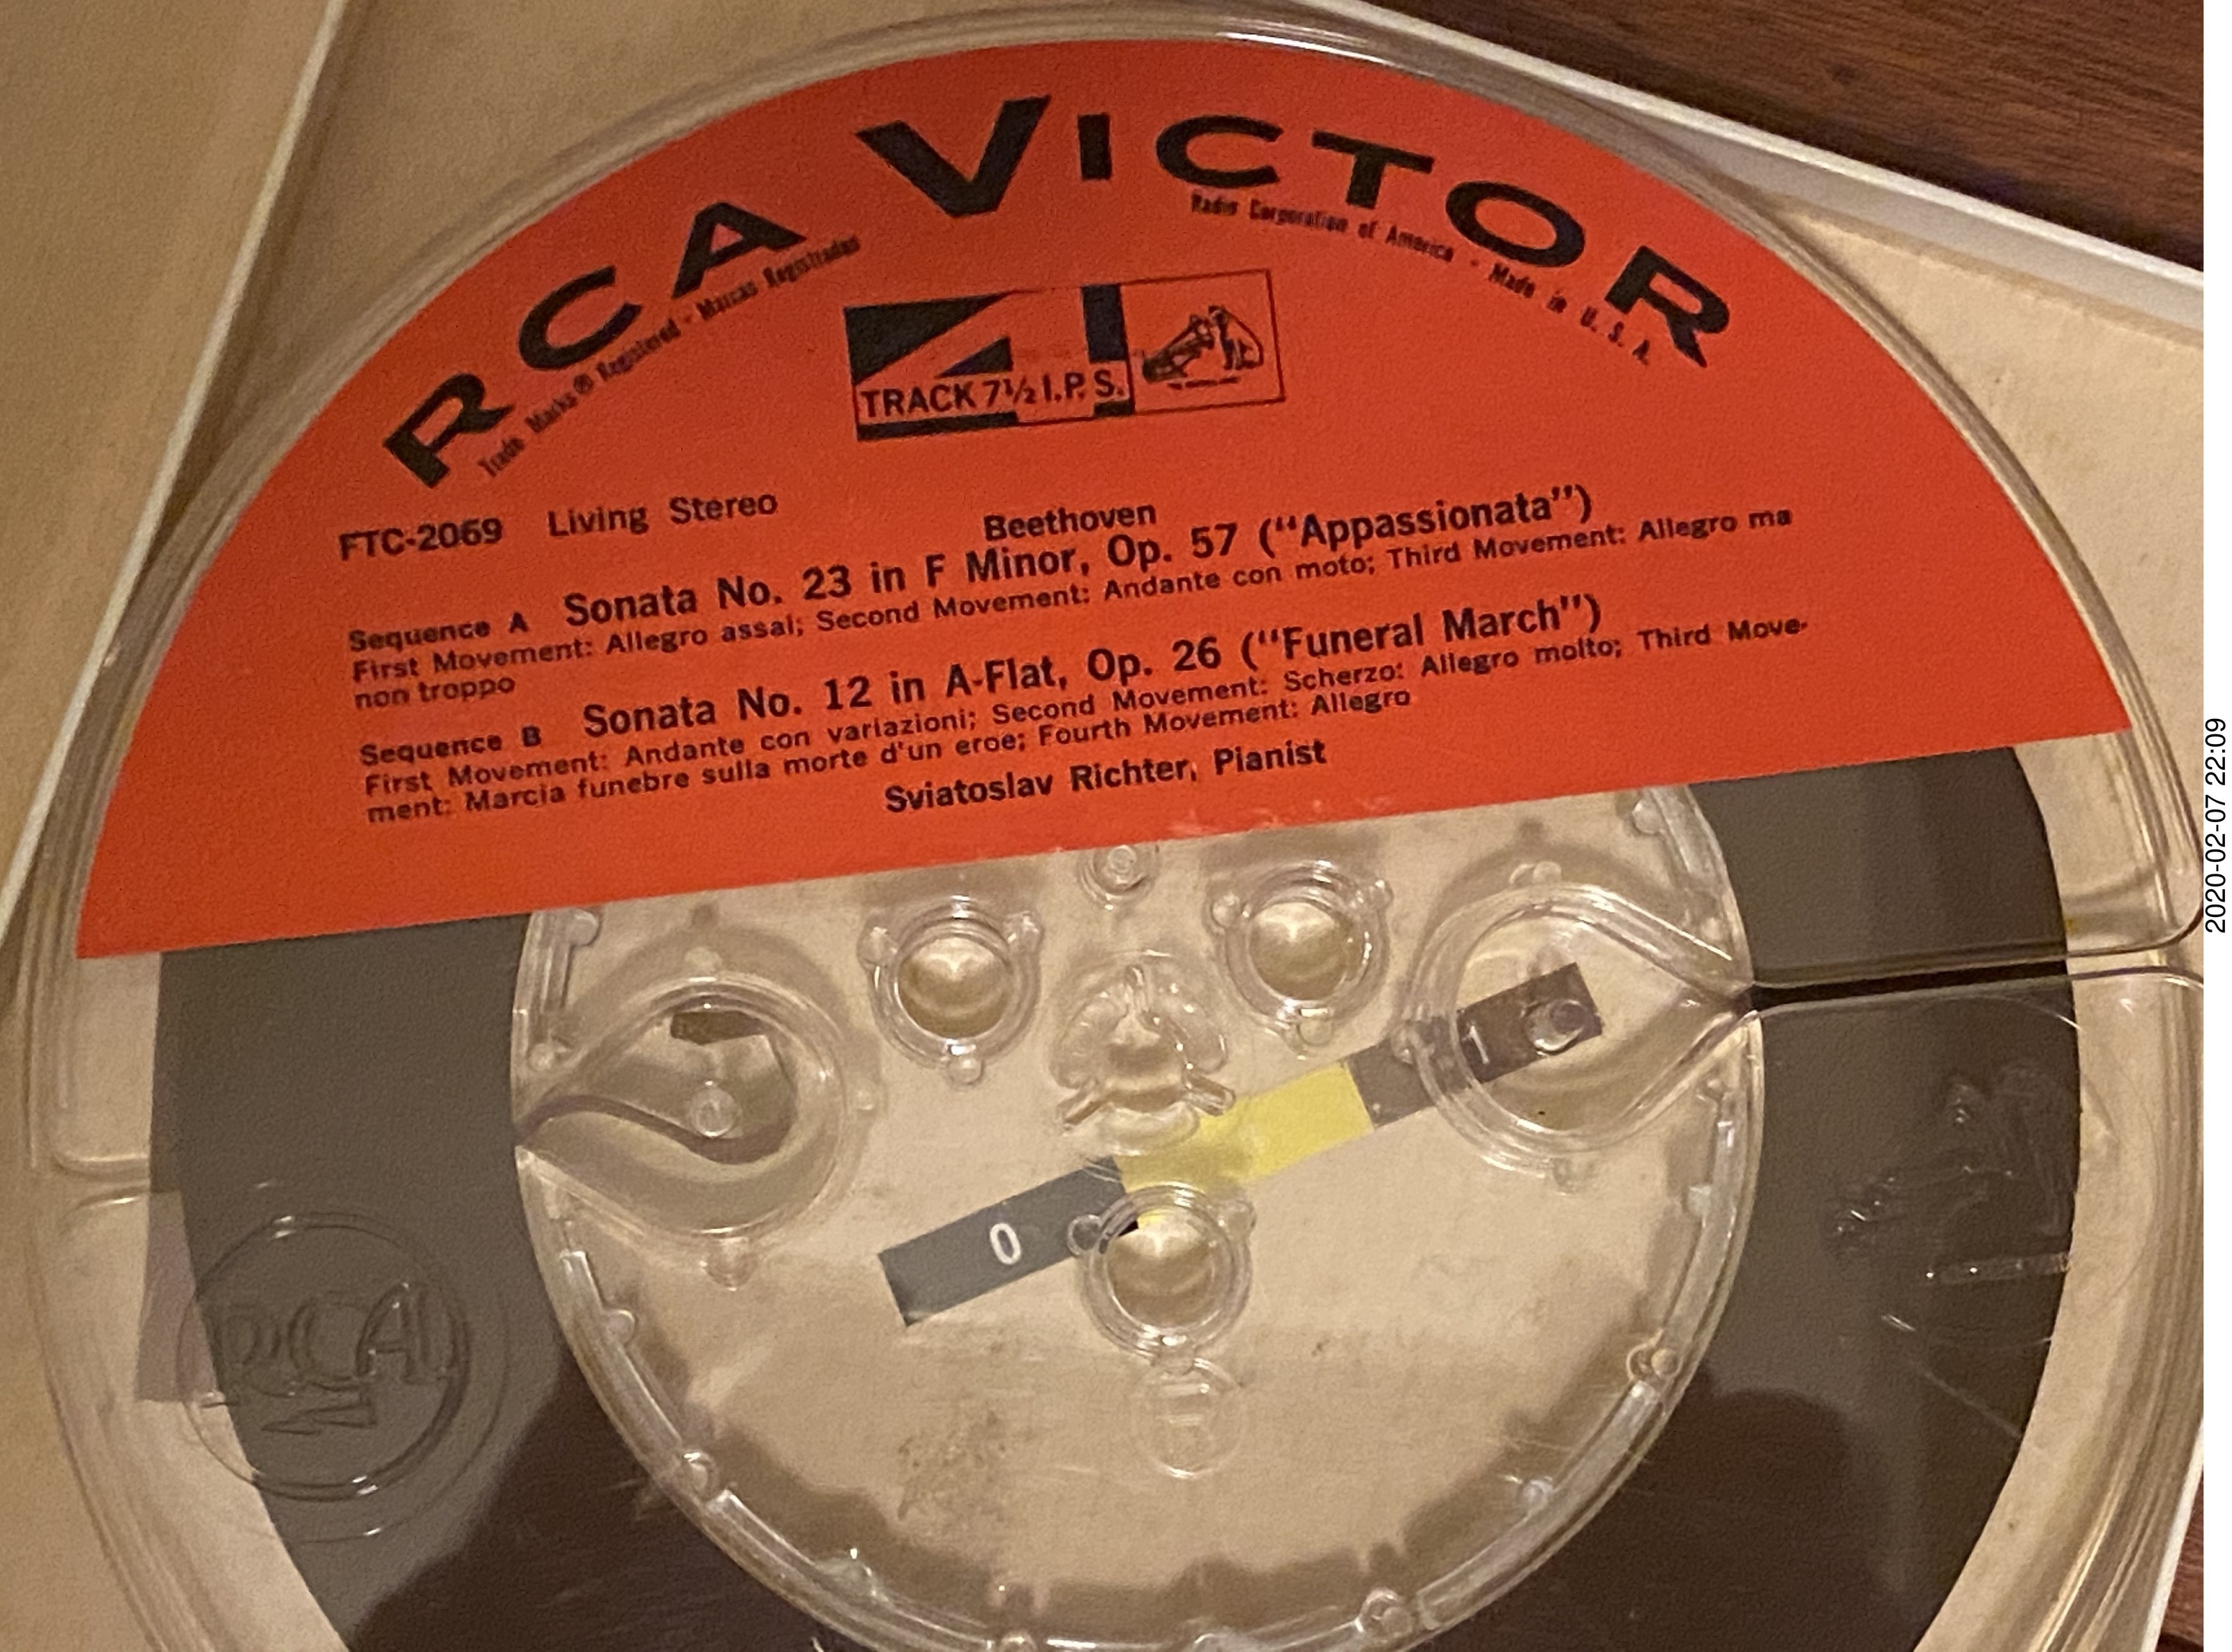 RCA VICTOR
Trade Marks ® Registered • Marcas Registradas
Radio Corporation of America • Made in U. S. A.
4
TRACK 7½ I.P.S.
FTC-2069 Living Stereo
Beethoven
Sequence A Sonata No. 23 in F Minor, Op. 57 (“Appassionata”)
First Movement: Allegro assai; Second Movement: Andante con moto; Third Movement: Allegro ma
non troppo
Sequence B Sonata No. 12 in A-Flat, Op. 26 (“Funeral March”)
First Movement: Andante con variazioni; Second Movement: Scherzo: Allegro molto; Third Move-
ment: Marcia funebre sulla morte d'un eroe; Fourth Movement: Allegro
Sviatoslav Richter, Pianist
1
0
RCA
2020-02-07 22:09